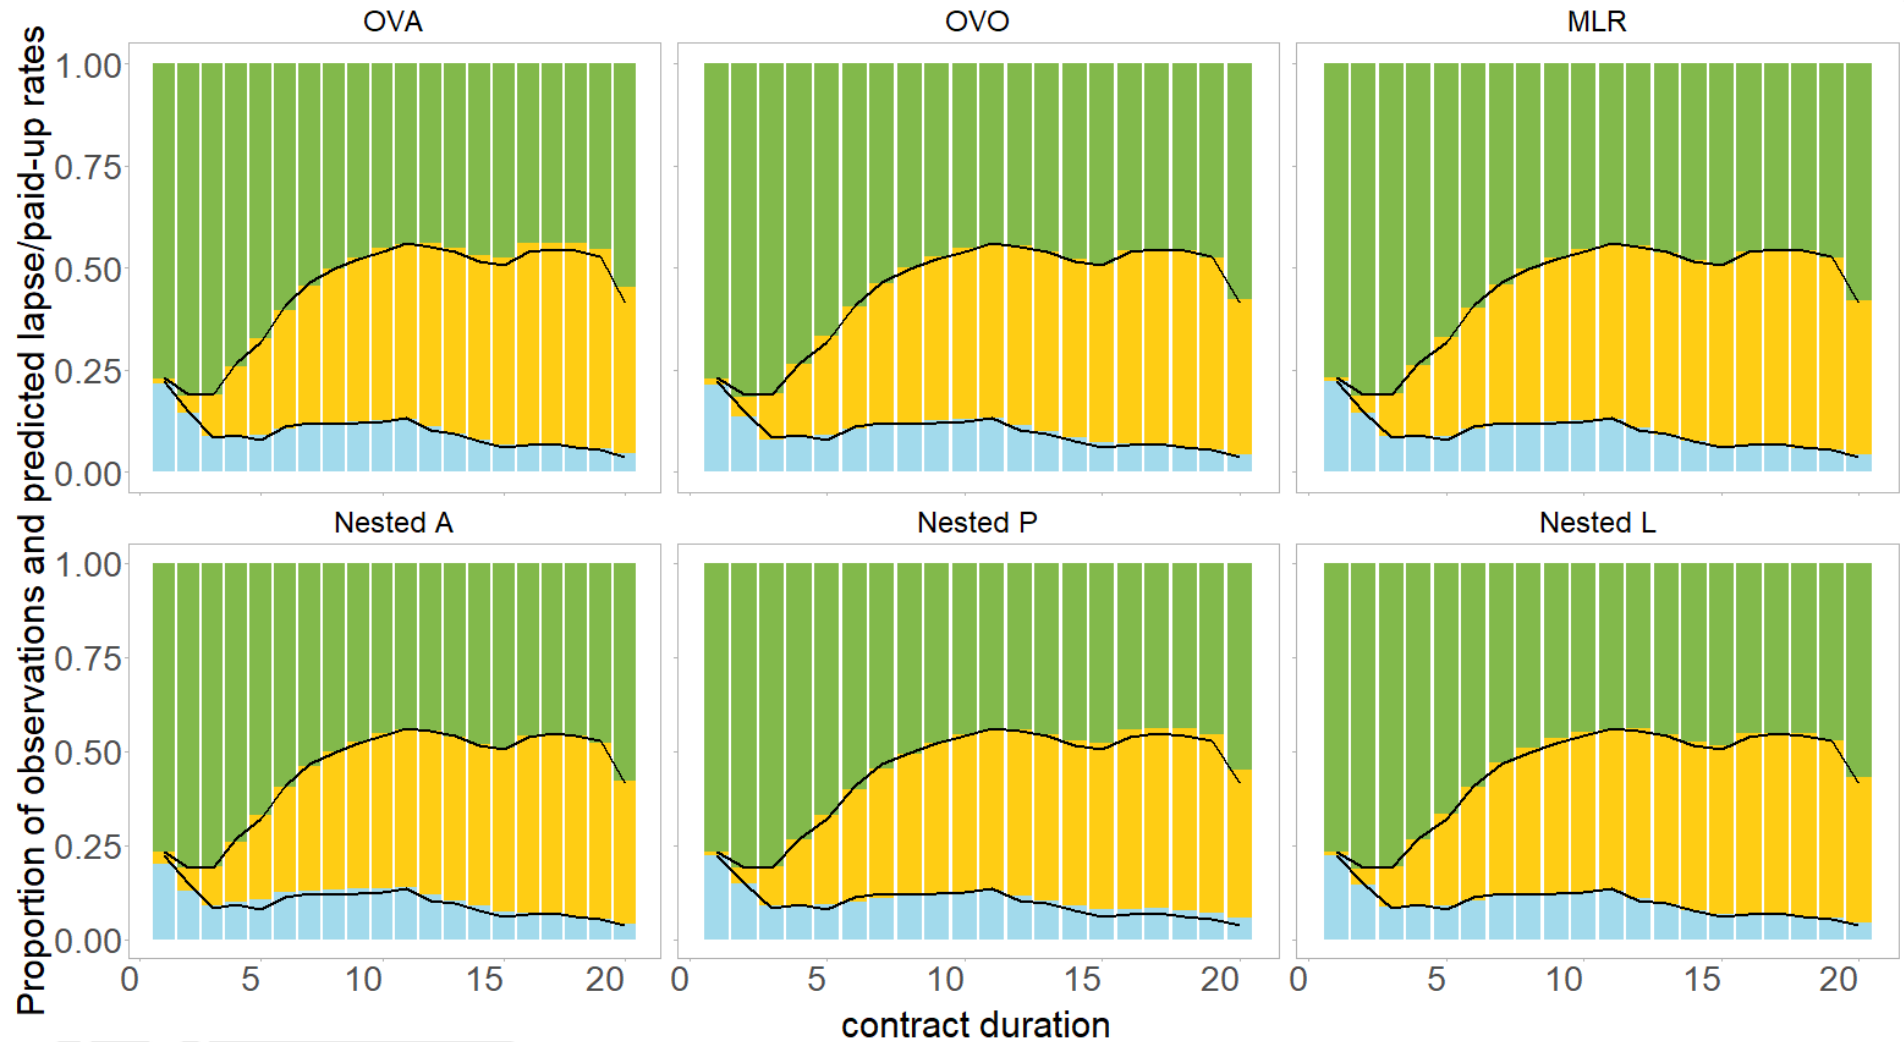 OVA OVO MLR
Proportion of observations and predicted lapse/paid-up rates
1.00
0.75
0.50
0.25
0.00
Nested A Nested P Nested L
1.00
0.75
0.50
0.25
0.00
0 5 10 15 20 0 5 10 15 20 0 5 10 15 20
contract duration